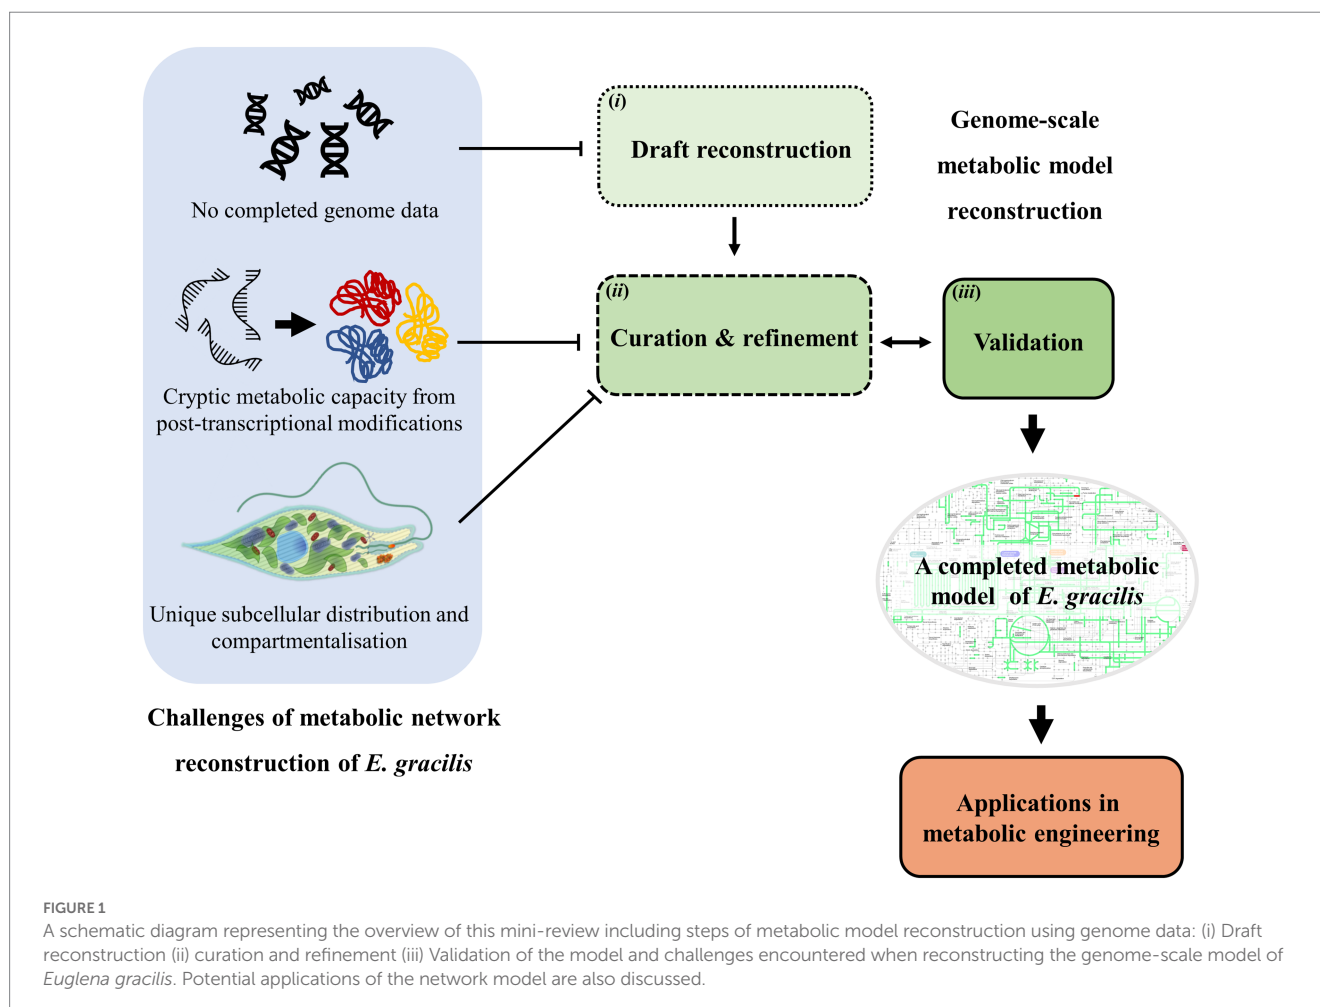 No completed genome data
Cryptic metabolic capacity from
post-transcriptional modifications
Unique subcellular distribution and
compartmentalisation
Challenges of metabolic network
reconstruction of E. gracilis
(i)
Draft reconstruction
(ii)
Curation & refinement
Genome-scale
metabolic model
reconstruction
(iii)
Validation
A completed metabolic
model of E. gracilis
Applications in
metabolic engineering
FIGURE 1
A schematic diagram representing the overview of this mini-review including steps of metabolic model reconstruction using genome data: (i) Draft
reconstruction (ii) curation and refinement (iii) Validation of the model and challenges encountered when reconstructing the genome-scale model of
Euglena gracilis. Potential applications of the network model are also discussed.